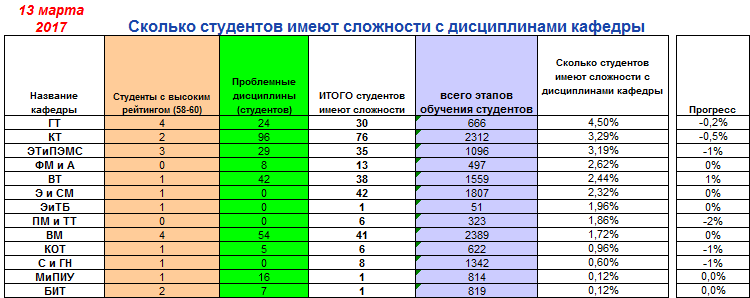 13 марта
2017
Сколько студентов имеют сложности с дисциплинами кафедры
Название кафедры Студенты с высоким рейтингом (58-60) Проблемные дисциплины (студентов) ИТОГО студентов имеют сложности всего этапов обучения студентов Сколько студентов имеют сложности с дисциплинами кафедры Прогресс
ГТ 4 24 30 666 4,50% -0,2%
КТ 2 96 76 2312 3,29% -0,5%
ЭТиПЭМС 3 29 35 1096 3,19% -1%
ФМ и А 0 8 13 497 2,62% 0%
ВТ 1 42 38 1559 2,44% 1%
Э и СМ 1 0 42 1807 2,32% 0%
ЭиТБ 1 0 1 51 1,96% 0%
ПМ и ТТ 0 0 6 323 1,86% -2%
ВМ 4 54 41 2389 1,72% 0%
КОТ 1 5 6 622 0,96% -1%
С и ГН 1 0 8 1342 0,60% -1%
МиПИУ 1 16 1 814 0,12% 0,0%
БИТ 2 7 1 819 0,12% 0,0%